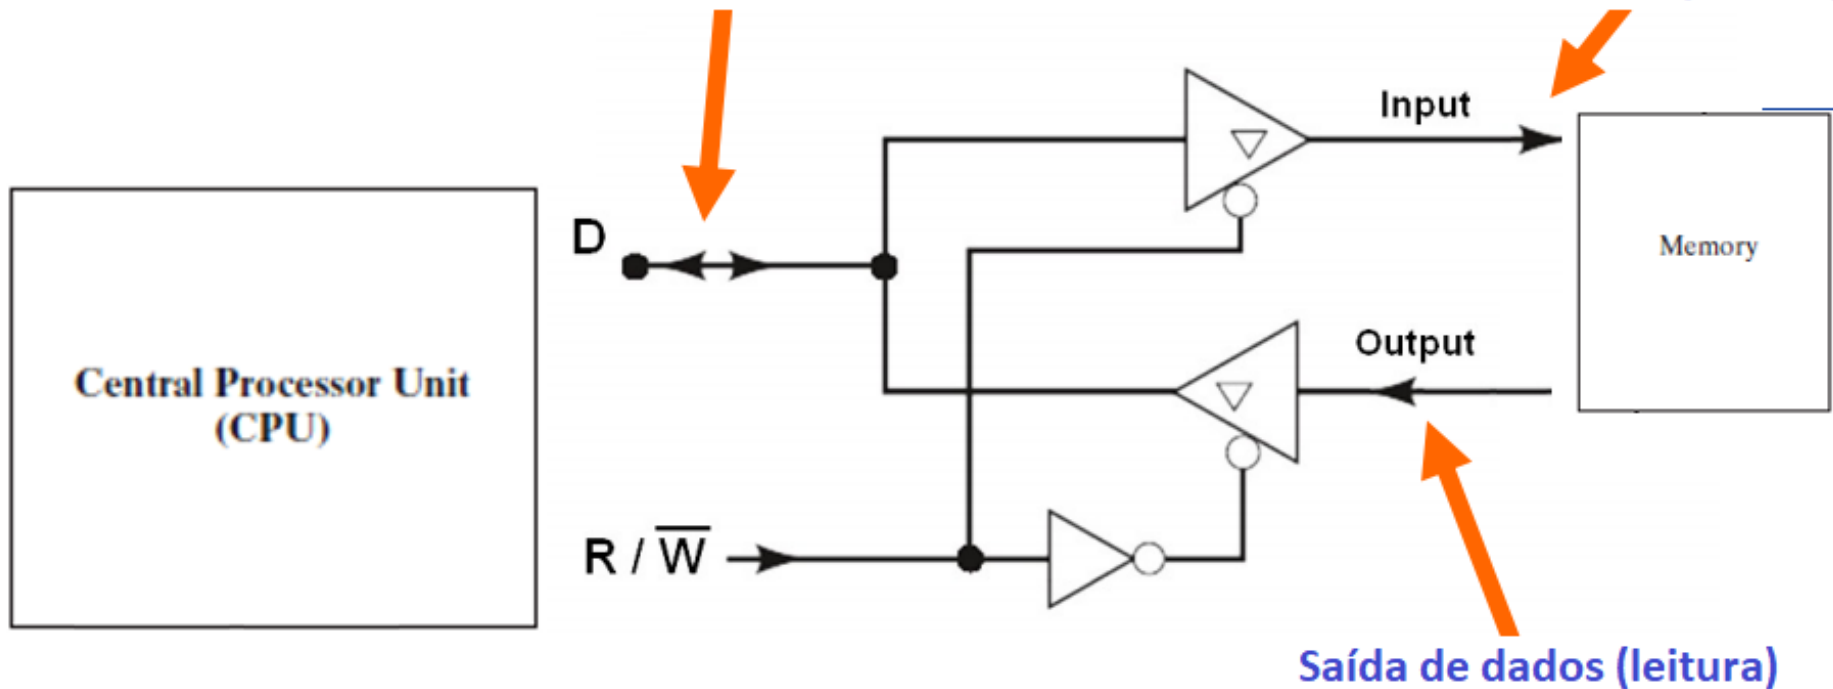 Input
D
Memory
Central Processor Unit
(CPU)
Output
R / W̅
Saída de dados (leitura)